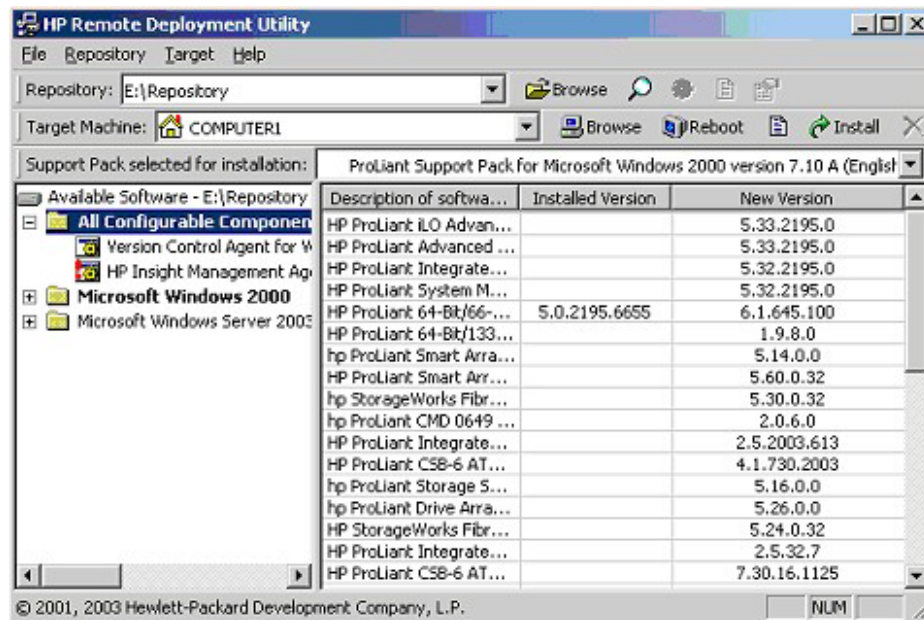 HP Remote Deployment Utility
File Repository Target Help
Repository: E:\Repository Browse
Target Machine: COMPUTER1 Browse Reboot Install
Support Pack selected for installation: ProLiant Support Pack for Microsoft Windows 2000 version 7.10 A (English
Available Software - E:\Repository
All Configurable Componen
Version Control Agent for W
HP Insight Management Ag
Microsoft Windows 2000
Microsoft Windows Server 2003
Description of softwa... Installed Version New Version
HP ProLiant iLO Advan... 5.33.2195.0
HP ProLiant Advanced ... 5.33.2195.0
HP ProLiant Integrate... 5.32.2195.0
HP ProLiant System M... 5.32.2195.0
HP ProLiant 64-Bit/66-... 5.0.2195.6655 6.1.645.100
HP ProLiant 64-Bit/133... 1.9.8.0
hp ProLiant Smart Arra... 5.14.0.0
HP ProLiant Smart Arr... 5.60.0.32
hp StorageWorks Fibr... 5.30.0.32
hp ProLiant CMD 0649 ... 2.0.6.0
HP ProLiant Integrate... 2.5.2003.613
HP ProLiant CSB-6 AT... 4.1.730.2003
hp ProLiant Storage S... 5.16.0.0
hp ProLiant Drive Arra... 5.26.0.0
HP StorageWorks Fibr... 5.24.0.32
HP ProLiant Integrate... 2.5.32.7
HP ProLiant CSB-6 AT... 7.30.16.1125
© 2001, 2003 Hewlett-Packard Development Company, L.P. NUM